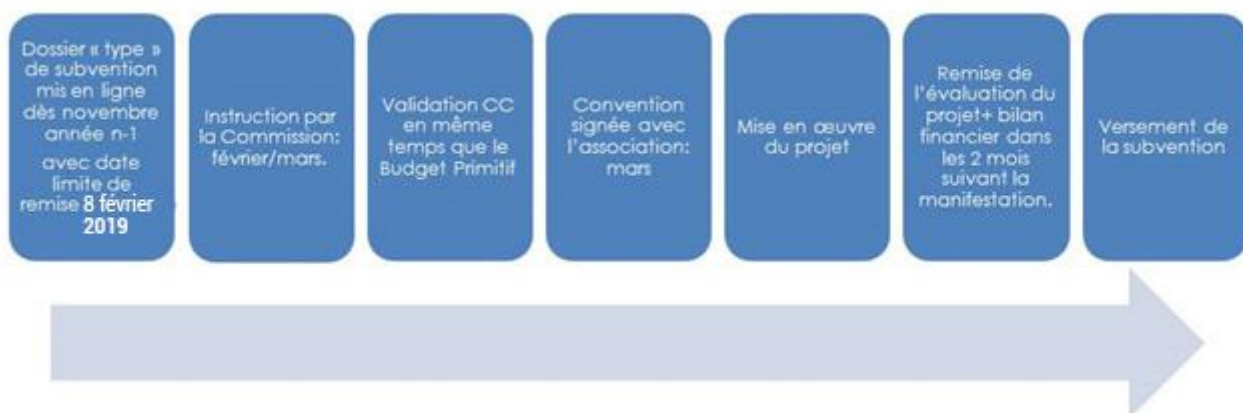 Dossier « type »
de subvention
mis en ligne
dès novembre
année n-1
avec date
limite de
remise 8 février
2019
Instruction par
la Commission:
février/mars.
Validation CC
en même
temps que le
Budget Primitif
Convention
signée avec
l'association:
mars
Mise en œuvre
du projet
Remise de
l'évaluation du
projet+ bilan
financier dans
les 2 mois
suivant la
manifestation.
Versement de
la subvention